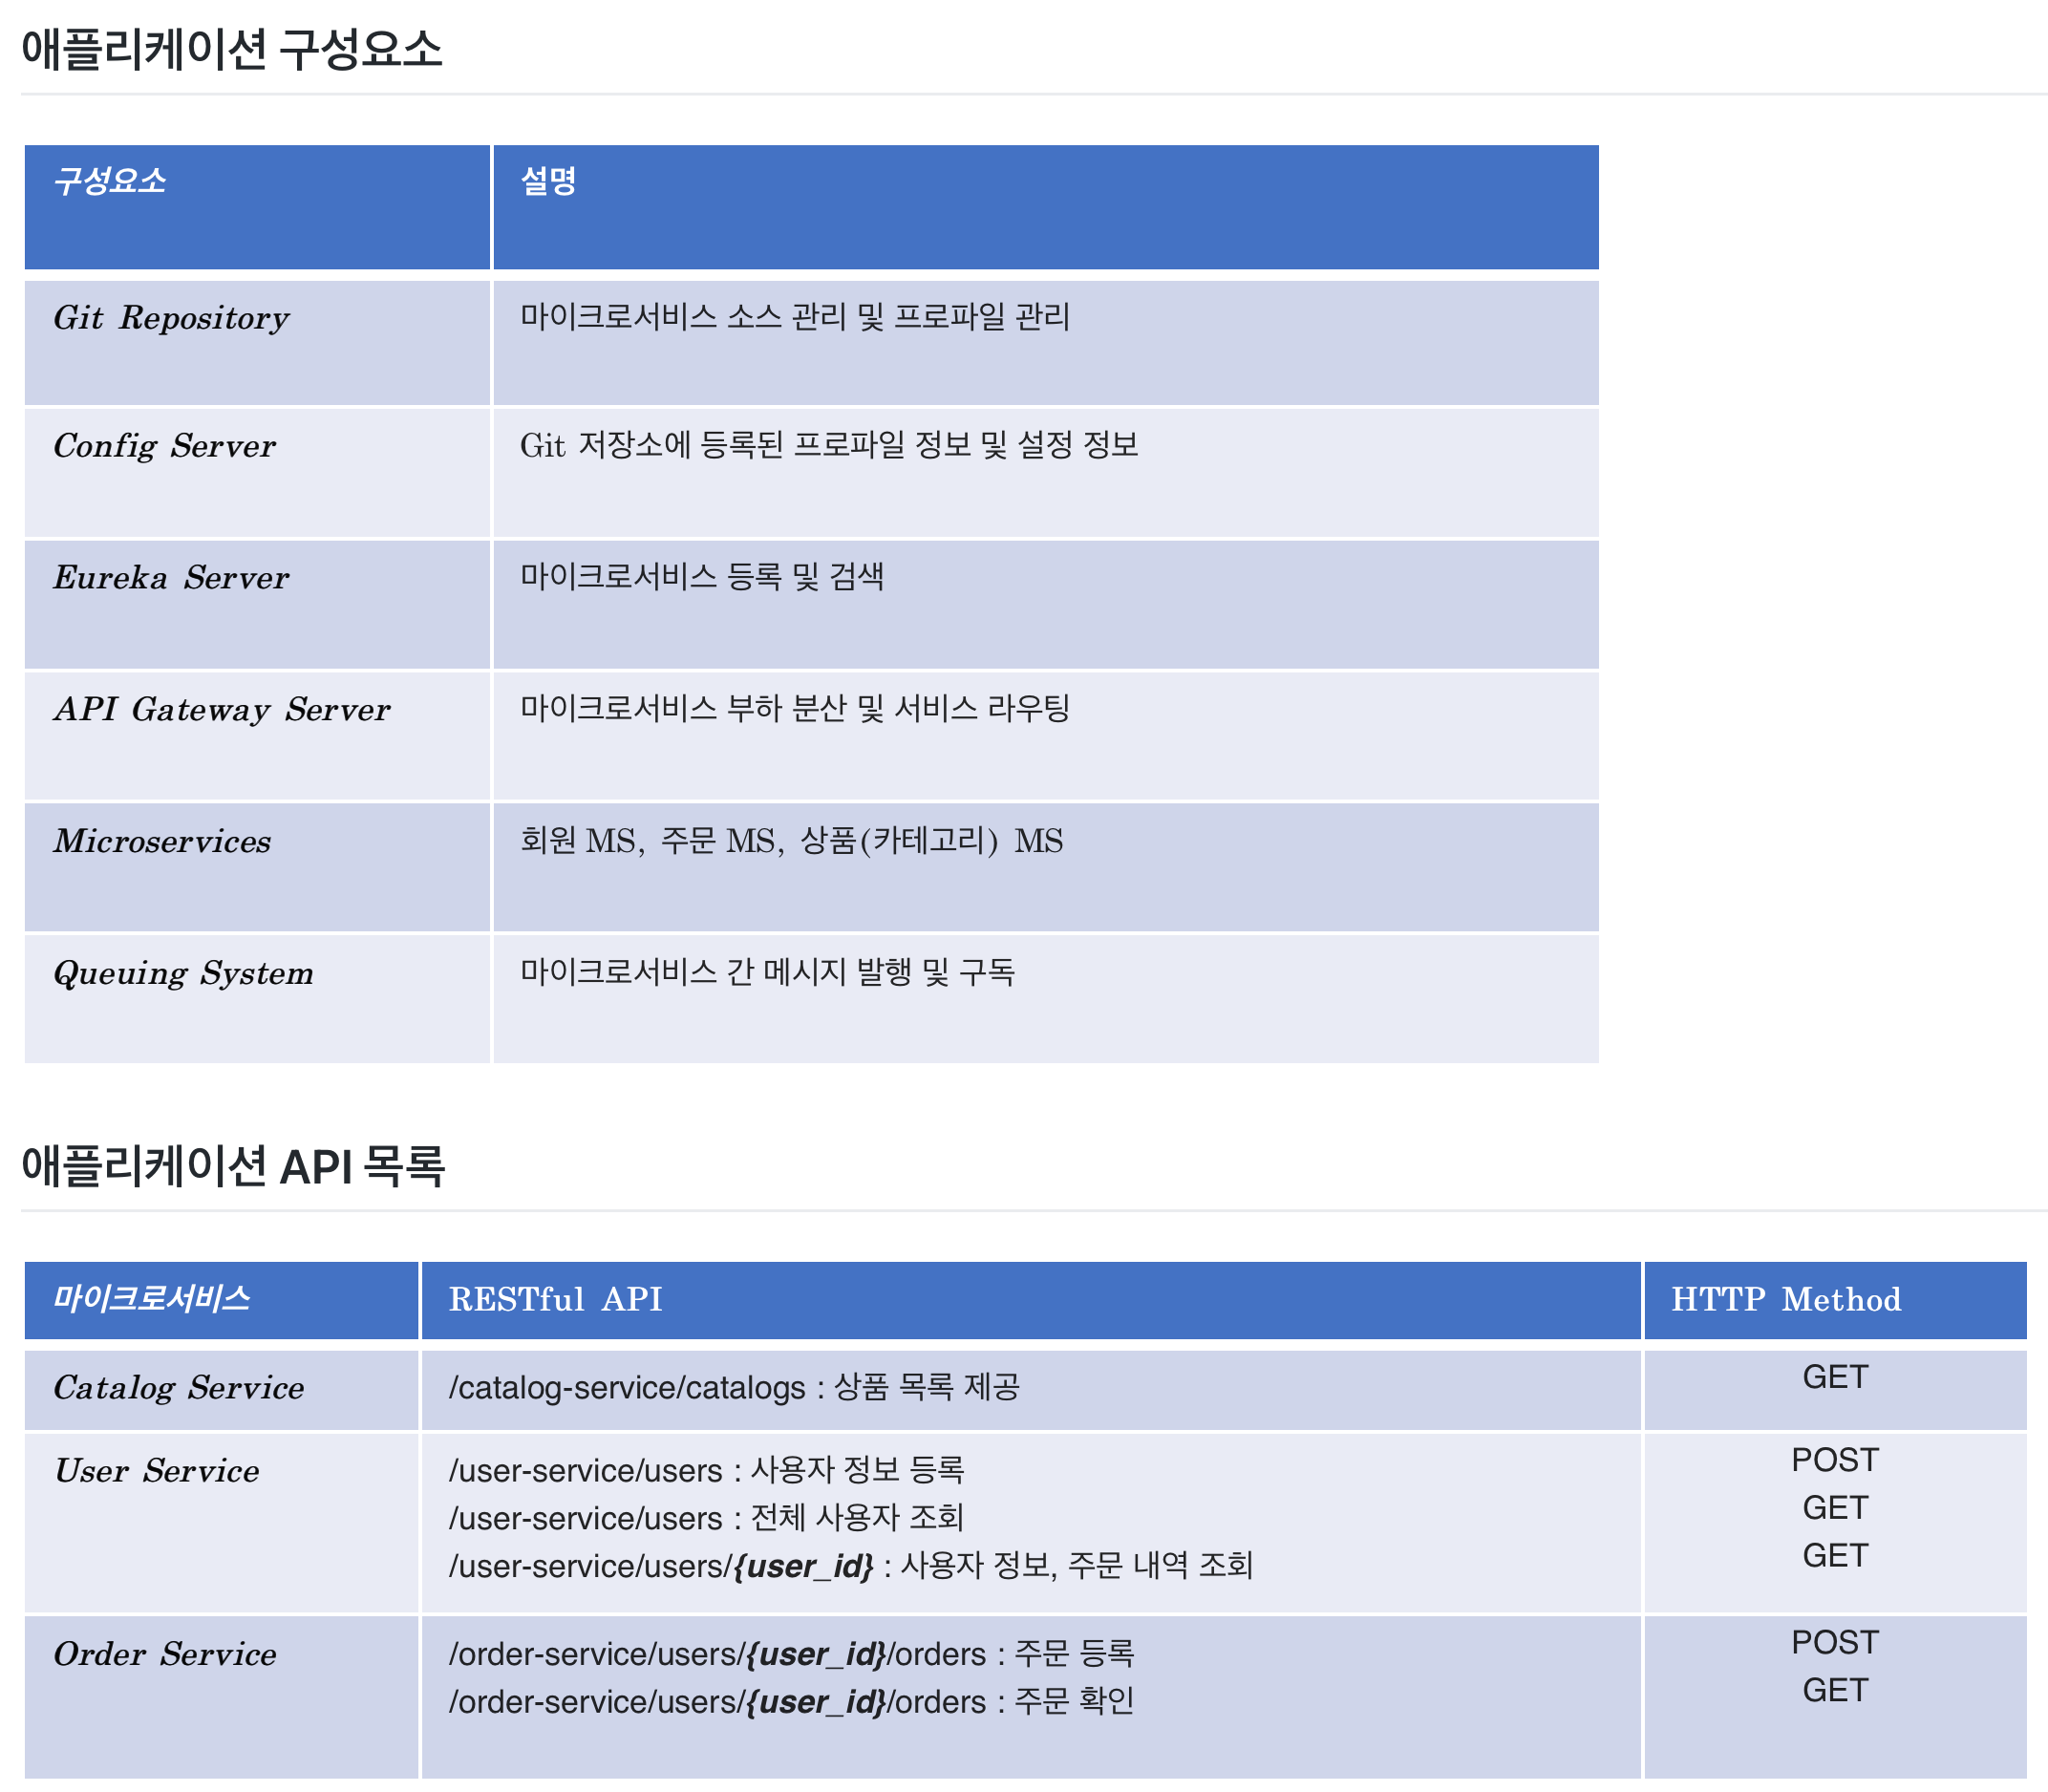 애플리케이션 구성요소
구성요소 설명
Git Repository 마이크로서비스 소스 관리 및 프로파일 관리
Config Server Git 저장소에 등록된 프로파일 정보 및 설정 정보
Eureka Server 마이크로서비스 등록 및 검색
API Gateway Server 마이크로서비스 부하 분산 및 서비스 라우팅
Microservices 회원 MS, 주문 MS, 상품(카테고리) MS
Queuing System 마이크로서비스 간 메시지 발행 및 구독
애플리케이션 API 목록
마이크로서비스 RESTful API HTTP Method
Catalog Service /catalog-service/catalogs : 상품 목록 제공 GET
User Service /user-service/users : 사용자 정보 등록 POST
/user-service/users : 전체 사용자 조회 GET
/user-service/users/{user_id} : 사용자 정보, 주문 내역 조회 GET
Order Service /order-service/users/{user_id}/orders : 주문 등록 POST
/order-service/users/{user_id}/orders : 주문 확인 GET